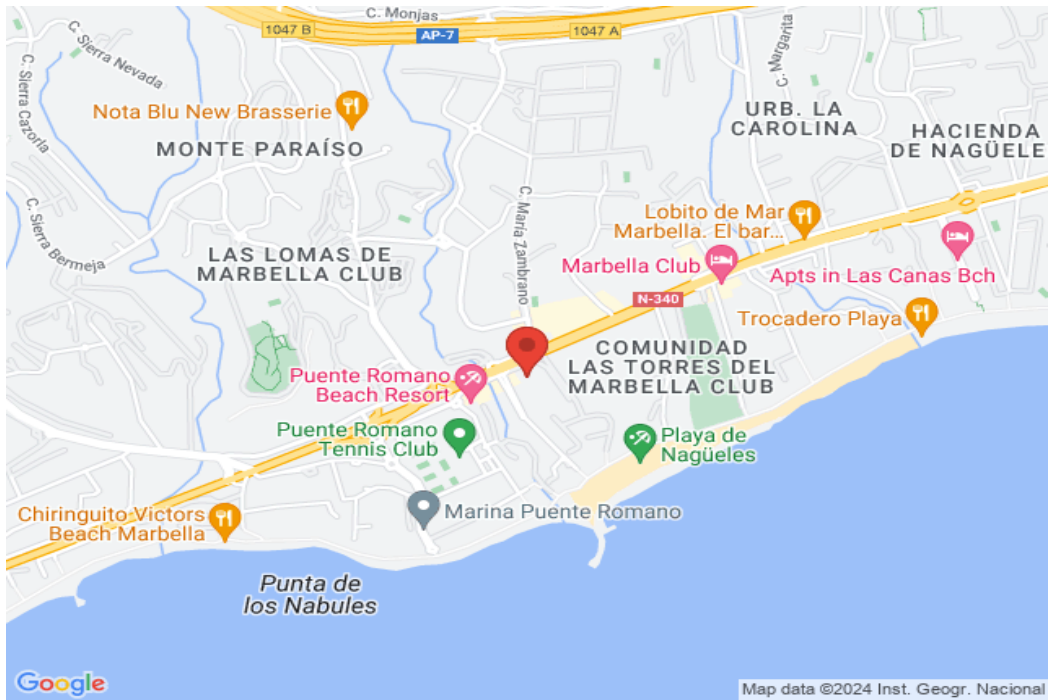 C. Monjas
1047 B
AP-7
1047 A
C. Sierra Nevada
C. Sierra Cazorla
C. Margarita
Nota Blu New Brasserie
MONTE PARAÍSO
URB. LA
CAROLINA
HACIENDA
DE NAGÜELE
C. Sierra Bermeja
C. María Zambrano
Lobito de Mar
Marbella. El bar...
LAS LOMAS DE
MARBELLA CLUB
Marbella Club
Apts in Las Canas Bch
N-340
Trocadero Playa
COMUNIDAD
LAS TORRES DEL
MARBELLA CLUB
Puente Romano
Beach Resort
Puente Romano
Tennis Club
Playa de
Nagüeles
Marina Puente Romano
Chiringuito Victors
Beach Marbella
Punta de
los Nabules
Google
Map data ©2024 Inst. Geogr. Nacional